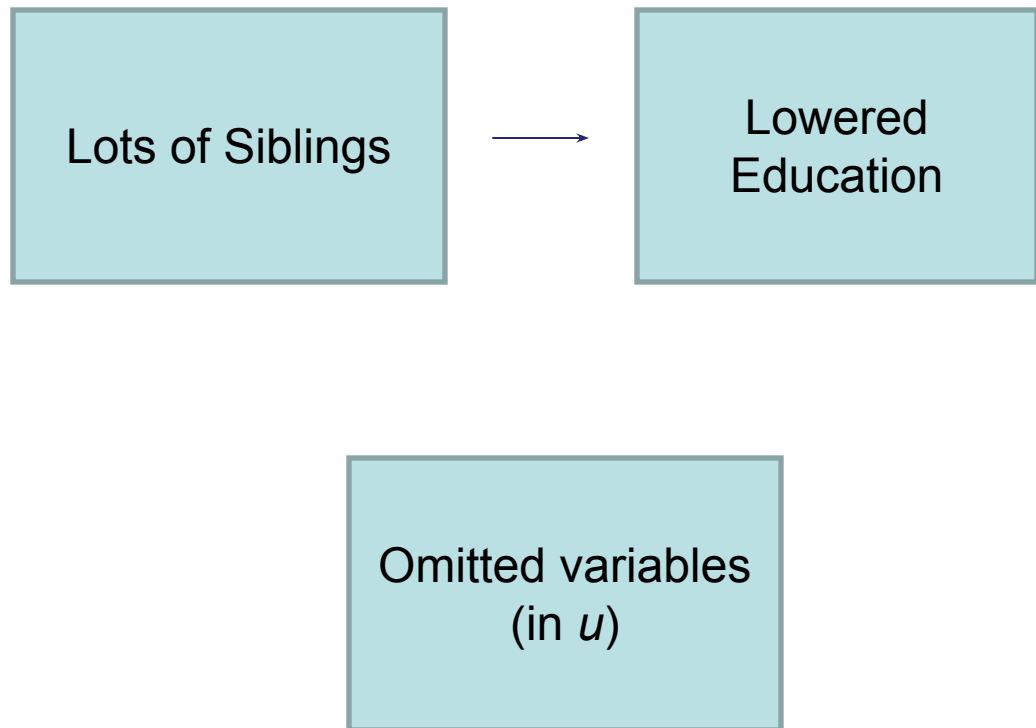 Lots of Siblings
Lowered
Education
Omitted variables
(in u)